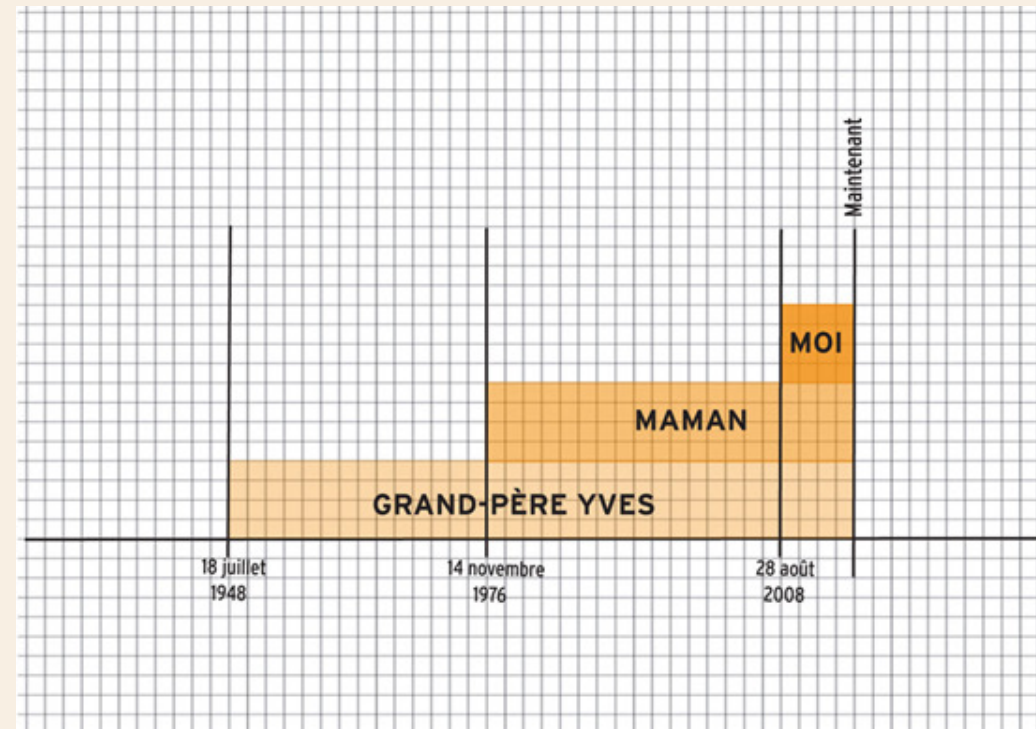 Maintenant
MOI
MAMAN
GRAND-PÈRE YVES
18 juillet
1948
14 novembre
1976
28 août
2008